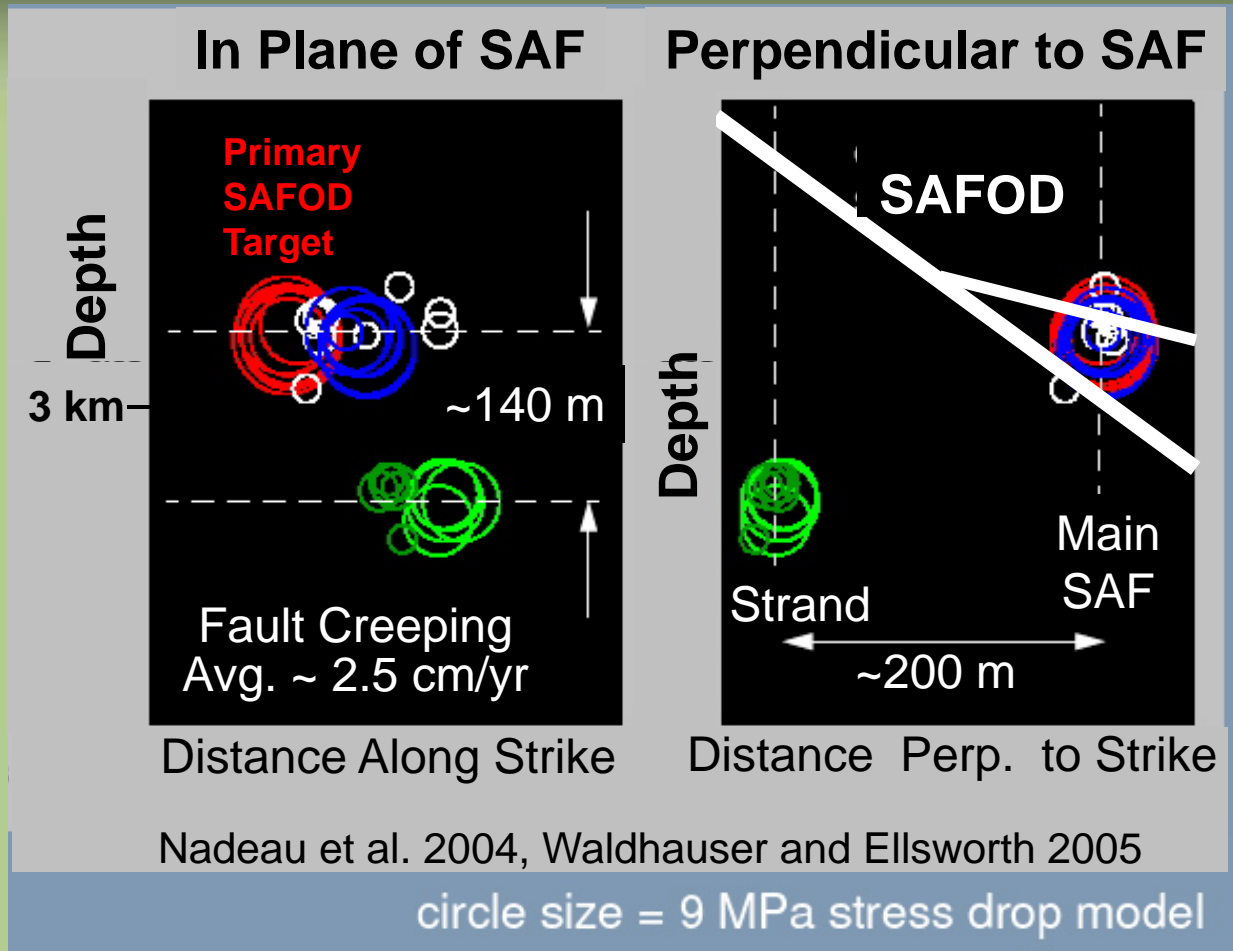 In Plane of SAF
Perpendicular to SAF
Primary
SAFOD
Target
Depth
3 km
~140 m
Fault Creeping
Avg. ~ 2.5 cm/yr
Distance Along Strike
SAFOD
Depth
Main
SAF
Strand
~200 m
Distance Perp. to Strike
Nadeau et al. 2004, Waldhauser and Ellsworth 2005
circle size = 9 MPa stress drop model